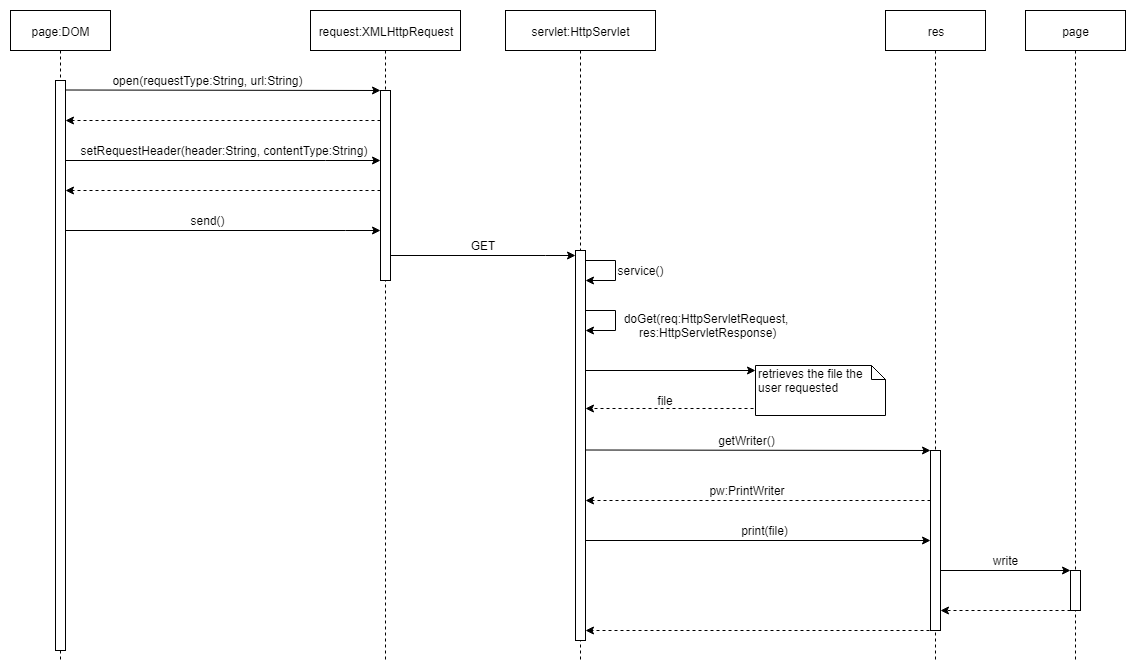 page:DOM
request:XMLHttpRequest
servlet:HttpServlet
res
page
open(requestType:String, url:String)
setRequestHeader(header:String, contentType:String)
send()
GET
service()
doGet(req:HttpServletRequest,
res:HttpServletResponse)
retrieves the file the
user requested
file
getWriter()
pw:PrintWriter
print(file)
write